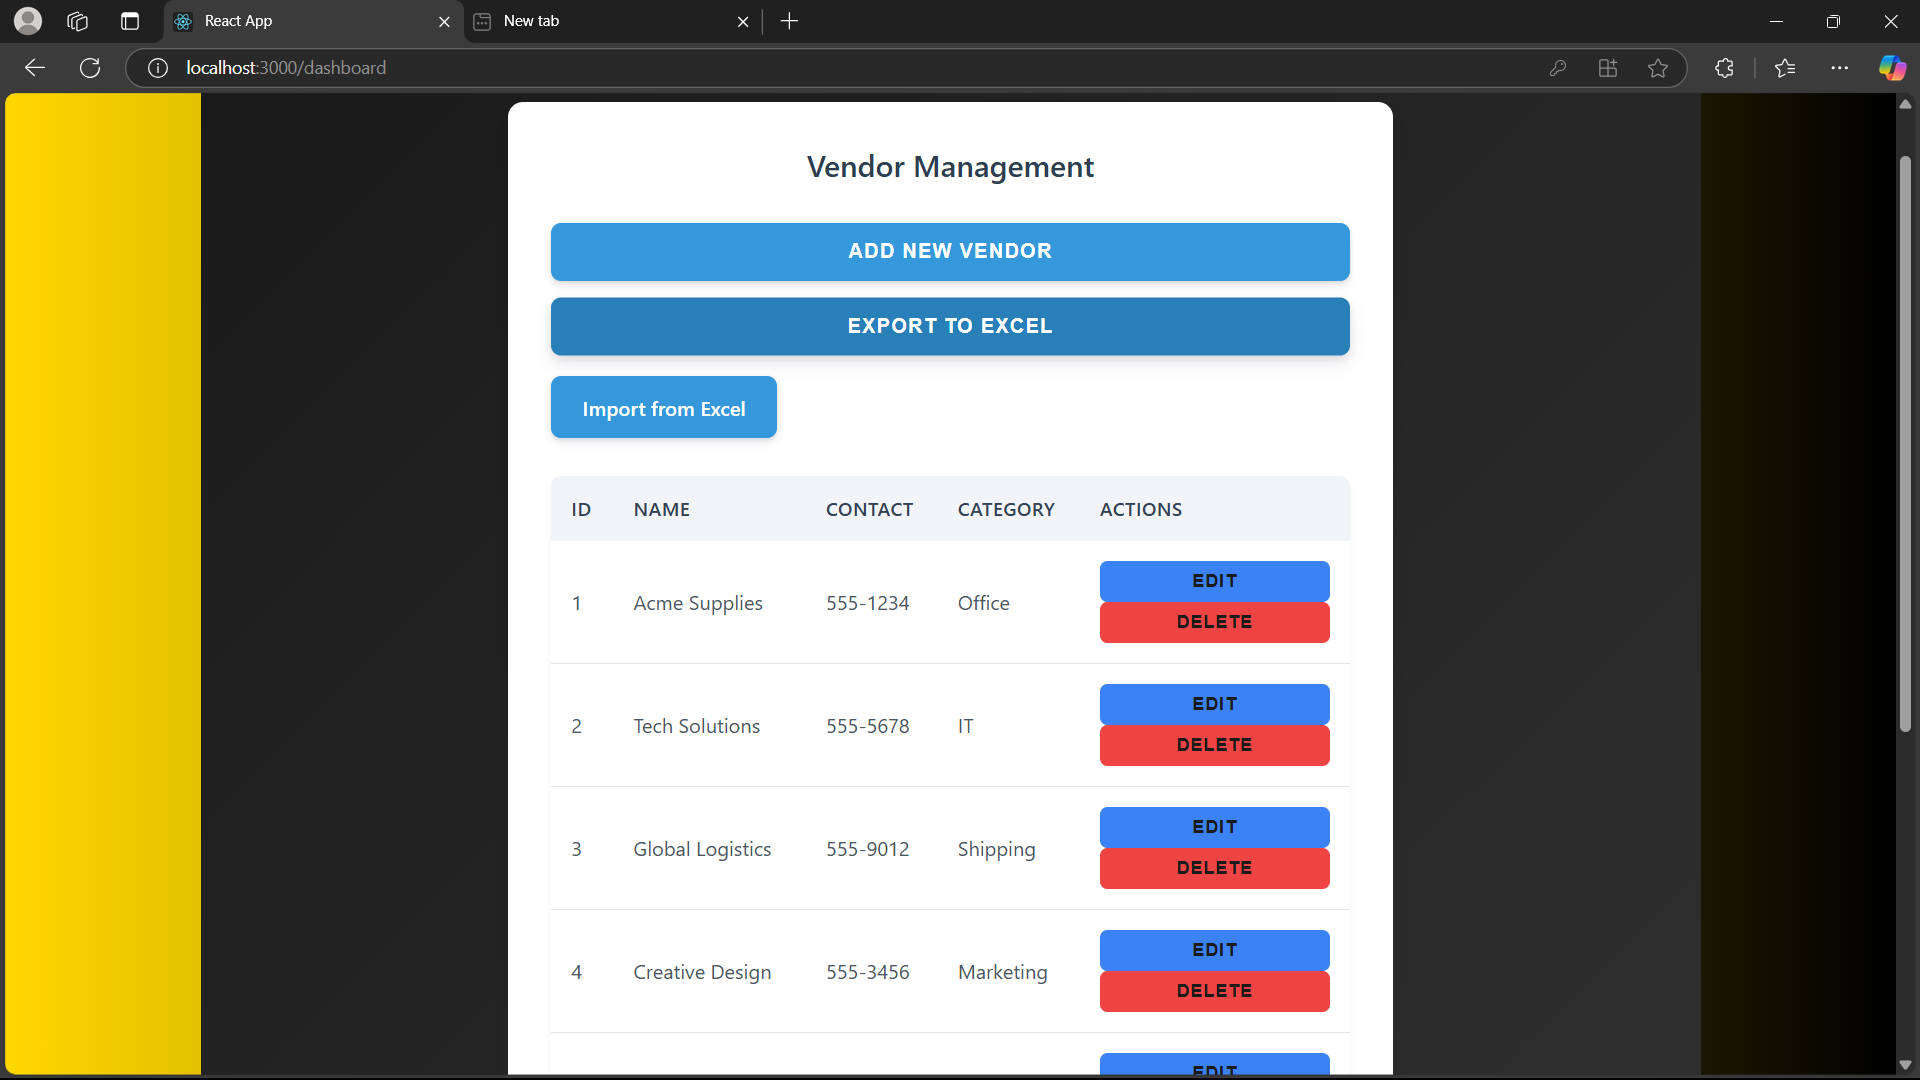 React App
New tab
localhost:3000/dashboard
Vendor Management
ADD NEW VENDOR
EXPORT TO EXCEL
Import from Excel
ID NAME CONTACT CATEGORY ACTIONS
EDIT
1 Acme Supplies 555-1234 Office
DELETE
EDIT
2 Tech Solutions 555-5678 IT
DELETE
EDIT
3 Global Logistics 555-9012 Shipping
DELETE
EDIT
4 Creative Design 555-3456 Marketing
DELETE
EDIT